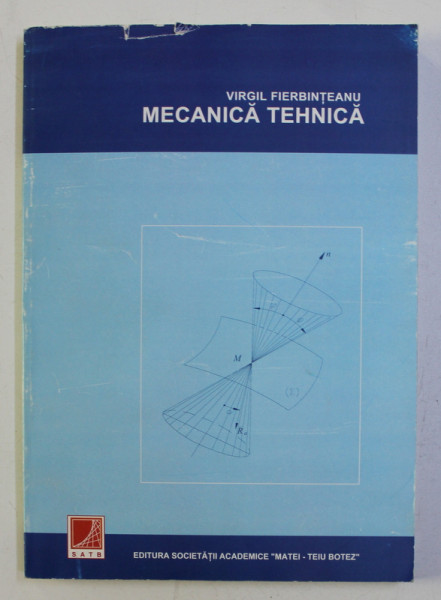 VIRGIL FIERBINȚEANU
MECANICĂ TEHNICĂ
n
M
SATB
EDITURA SOCIETĂȚII ACADEMICE "MATEI - TEIU BOTEZ"